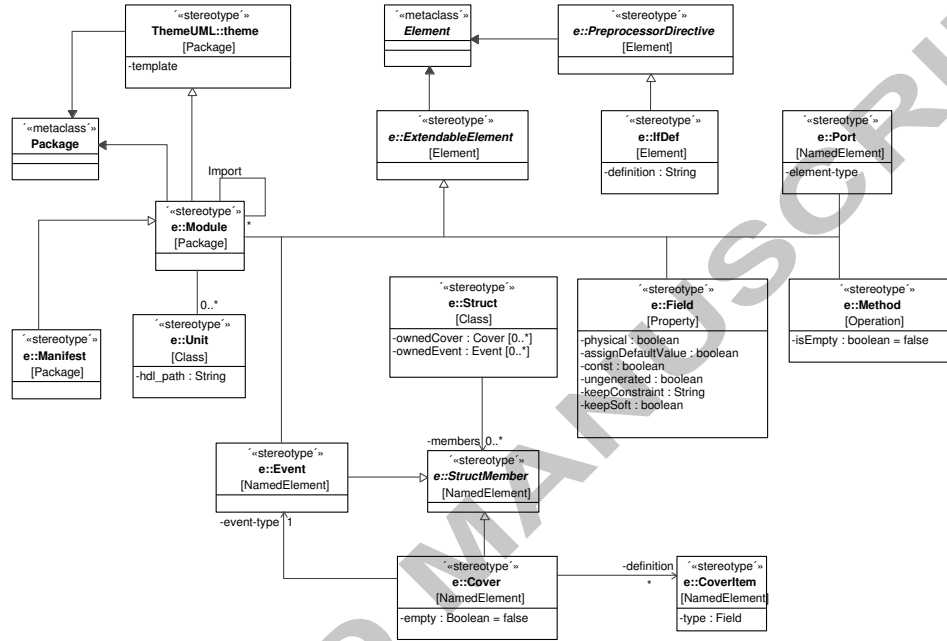 ´«stereotype»
ThemeUML::theme
[Package]
-template
´«metaclass»
Element
´«stereotype»
e::PreprocessorDirective
[Element]
´«metaclass»
Package
´«stereotype»
e::ExtendableElement
[Element]
´«stereotype»
e::IfDef
[Element]
-definition : String
´«stereotype»
e::Port
[NamedElement]
-element-type
Import
*
´«stereotype»
e::Module
[Package]
0..*
´«stereotype»
e::Manifest
[Package]
´«stereotype»
e::Unit
[Class]
-hdl_path : String
´«stereotype»
e::Struct
[Class]
-ownedCover : Cover [0..*]
-ownedEvent : Event [0..*]
´«stereotype»
e::Field
[Property]
-physical : boolean
-assignDefaultValue : boolean
-const : boolean
-ungenerated : boolean
-keepConstraint : String
-keepSoft : boolean
´«stereotype»
e::Method
[Operation]
-isEmpty : boolean = false
-members 0..*
´«stereotype»
e::Event
[NamedElement]
´«stereotype»
e::StructMember
[NamedElement]
-event-type 1
´«stereotype»
e::Cover
[NamedElement]
-empty : Boolean = false
-definition
*
´«stereotype»
e::CoverItem
[NamedElement]
-type : Field
MANUSCRI